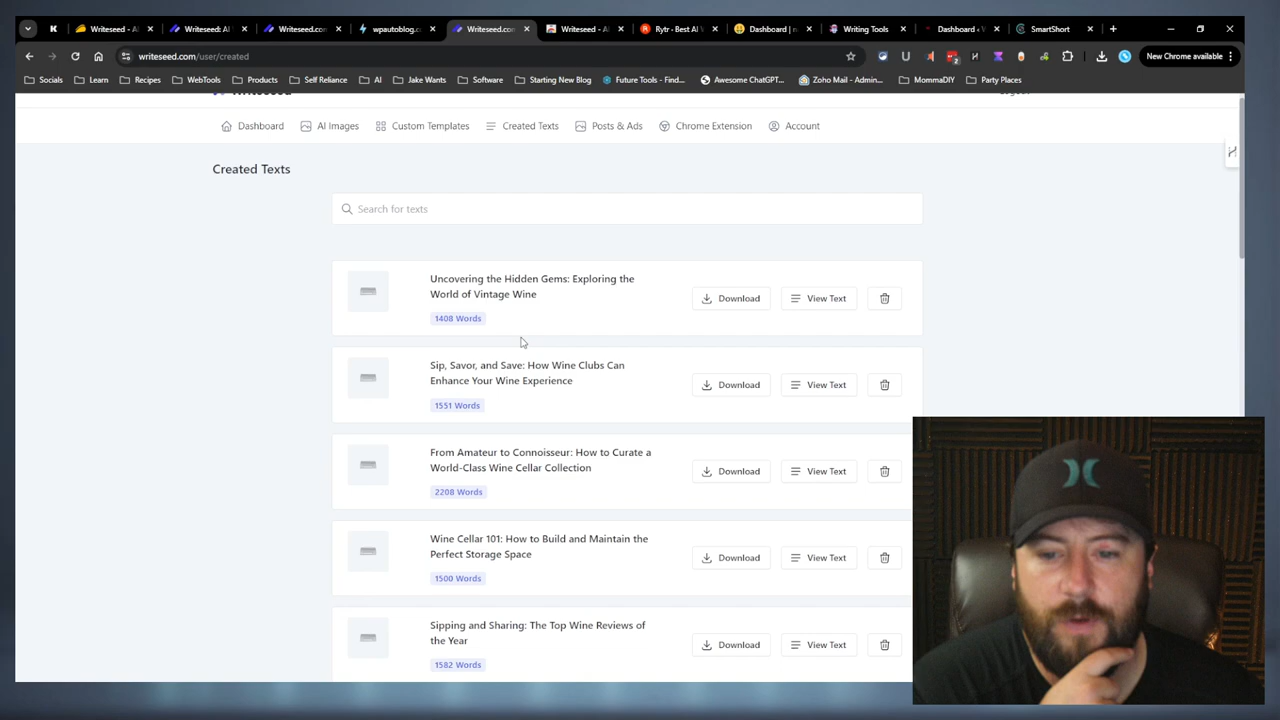 Writeseed - AI
Writeseed: AI
Writeseed.com
wpautoblog.c
Writeseed.com
Writeseed -
Rytr - Best AI
Dashboard |
Writing Tools
Dashboard ‹
SmartShort
writeseed.com/user/created
New Chrome available
Socials
Learn
Recipes
WebTools
Products
Self Reliance
AI
Jake Wants
Software
Starting New Blog
Future Tools - Find...
Awesome ChatGPT...
Zoho Mail - Admin...
MommaDIY
Party Places
Dashboard
AI Images
Custom Templates
Created Texts
Posts & Ads
Chrome Extension
Account
Created Texts
Search for texts
Uncovering the Hidden Gems: Exploring the
World of Vintage Wine
1408 Words
Download
View Text
Sip, Savor, and Save: How Wine Clubs Can
Enhance Your Wine Experience
1551 Words
Download
View Text
From Amateur to Connoisseur: How to Curate a
World-Class Wine Cellar Collection
2208 Words
Download
View Text
Wine Cellar 101: How to Build and Maintain the
Perfect Storage Space
1500 Words
Download
View Text
Sipping and Sharing: The Top Wine Reviews of
the Year
1582 Words
Download
View Text